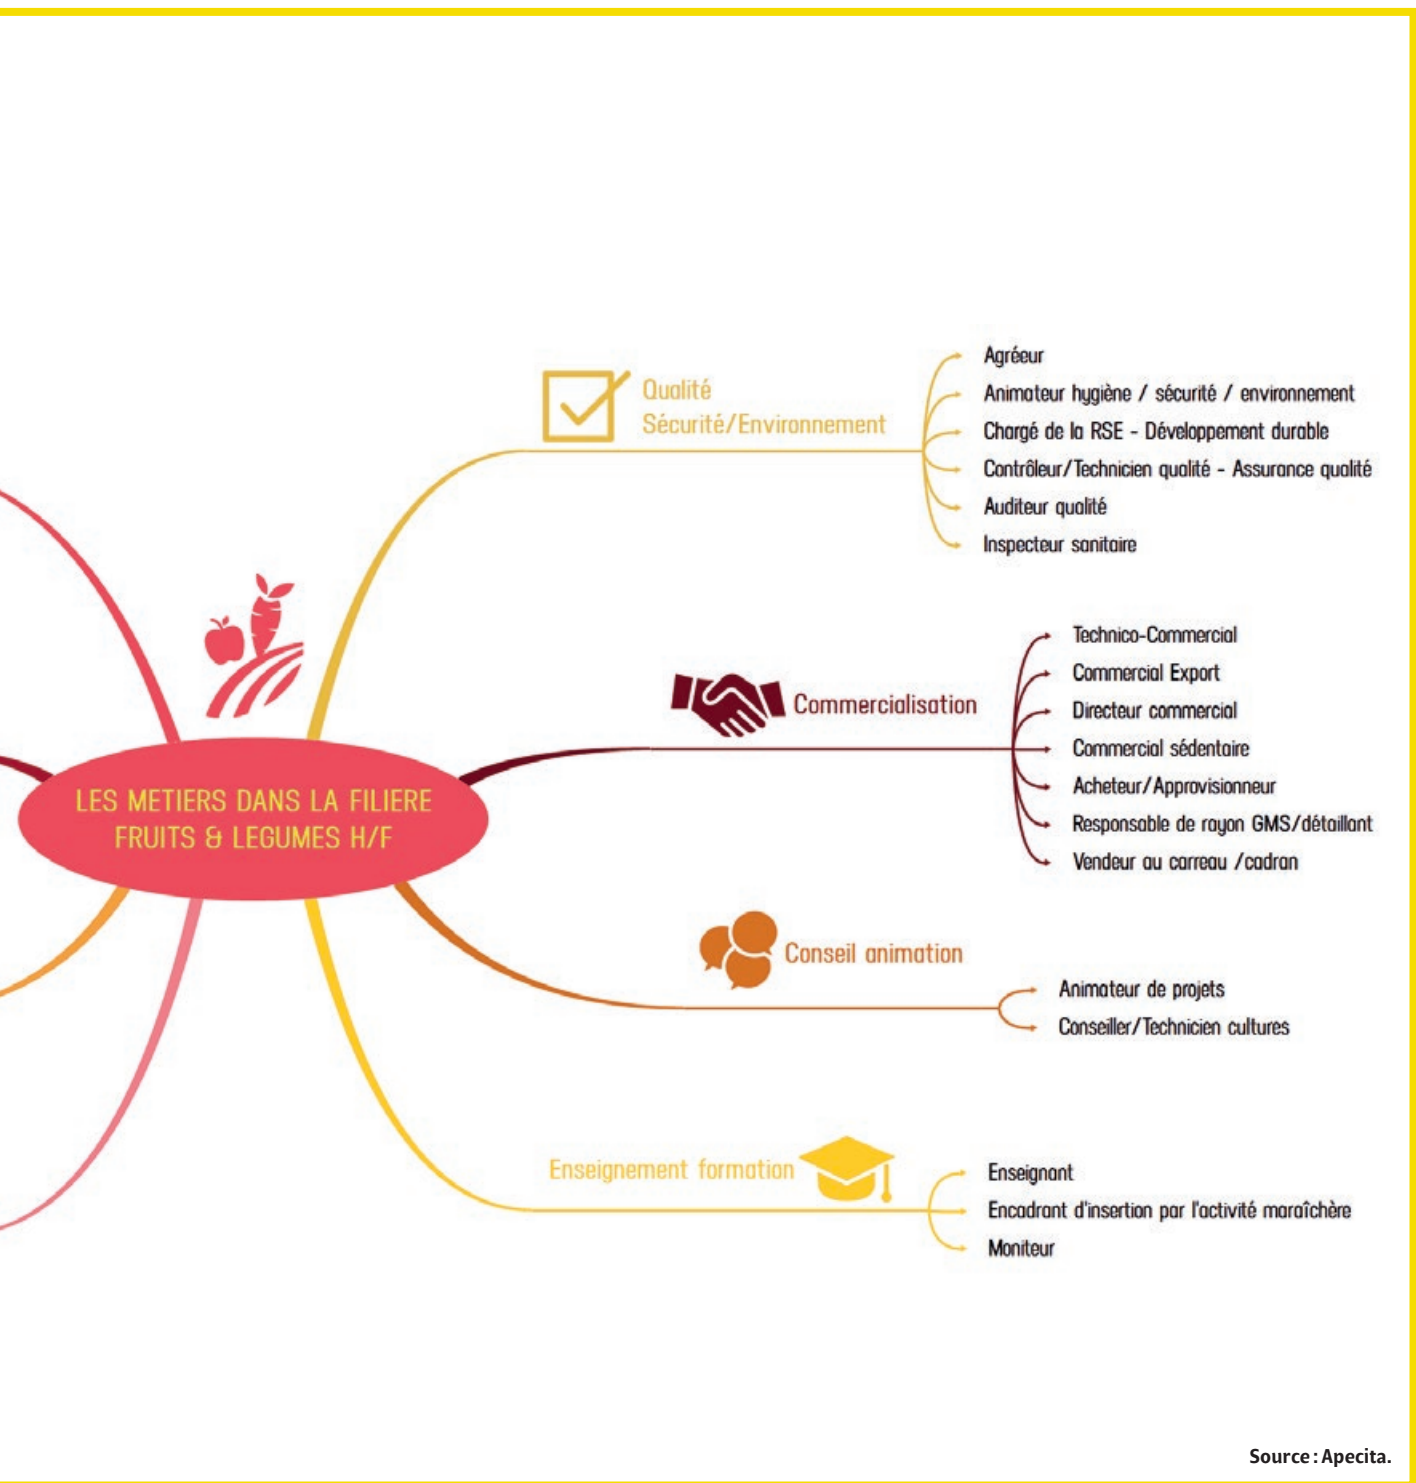 Qualité
Sécurité/Environnement
Agréeur
Animateur hygiène / sécurité / environnement
Chargé de la RSE - Développement durable
Contrôleur/Technicien qualité - Assurance qualité
Auditeur qualité
Inspecteur sanitaire
LES METIERS DANS LA FILIERE
FRUITS & LEGUMES H/F
Commercialisation
Technico-Commercial
Commercial Export
Directeur commercial
Commercial sédentaire
Acheteur/Approvisionneur
Responsable de rayon GMS/détaillant
Vendeur au carreau /cadran
Conseil animation
Animateur de projets
Conseiller/Technicien cultures
Enseignement formation
Enseignant
Encadrant d'insertion par l'activité maraîchère
Moniteur
Source : Apecita.